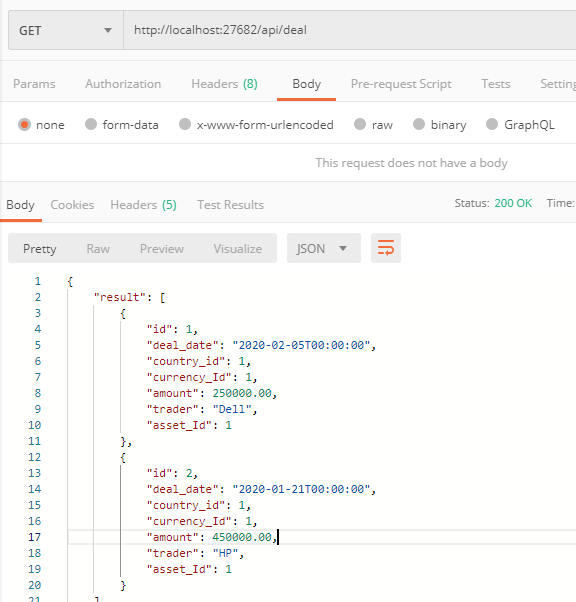 GET http://localhost:27682/api/deal
Params Authorization Headers (8) Body Pre-request Script Tests Setting
none form-data x-www-form-urlencoded raw binary GraphQL
This request does not have a body
Body Cookies Headers (5) Test Results Status: 200 OK Time:
Pretty Raw Preview Visualize JSON
1 {
2 "result": [
3 {
4 "id": 1,
5 "deal_date": "2020-02-05T00:00:00",
6 "country_id": 1,
7 "currency_Id": 1,
8 "amount": 250000.00,
9 "trader": "Dell",
10 "asset_Id": 1
11 },
12 {
13 "id": 2,
14 "deal_date": "2020-01-21T00:00:00",
15 "country_id": 1,
16 "currency_Id": 1,
17 "amount": 450000.00,
18 "trader": "HP",
19 "asset_Id": 1
20 }
21 ]